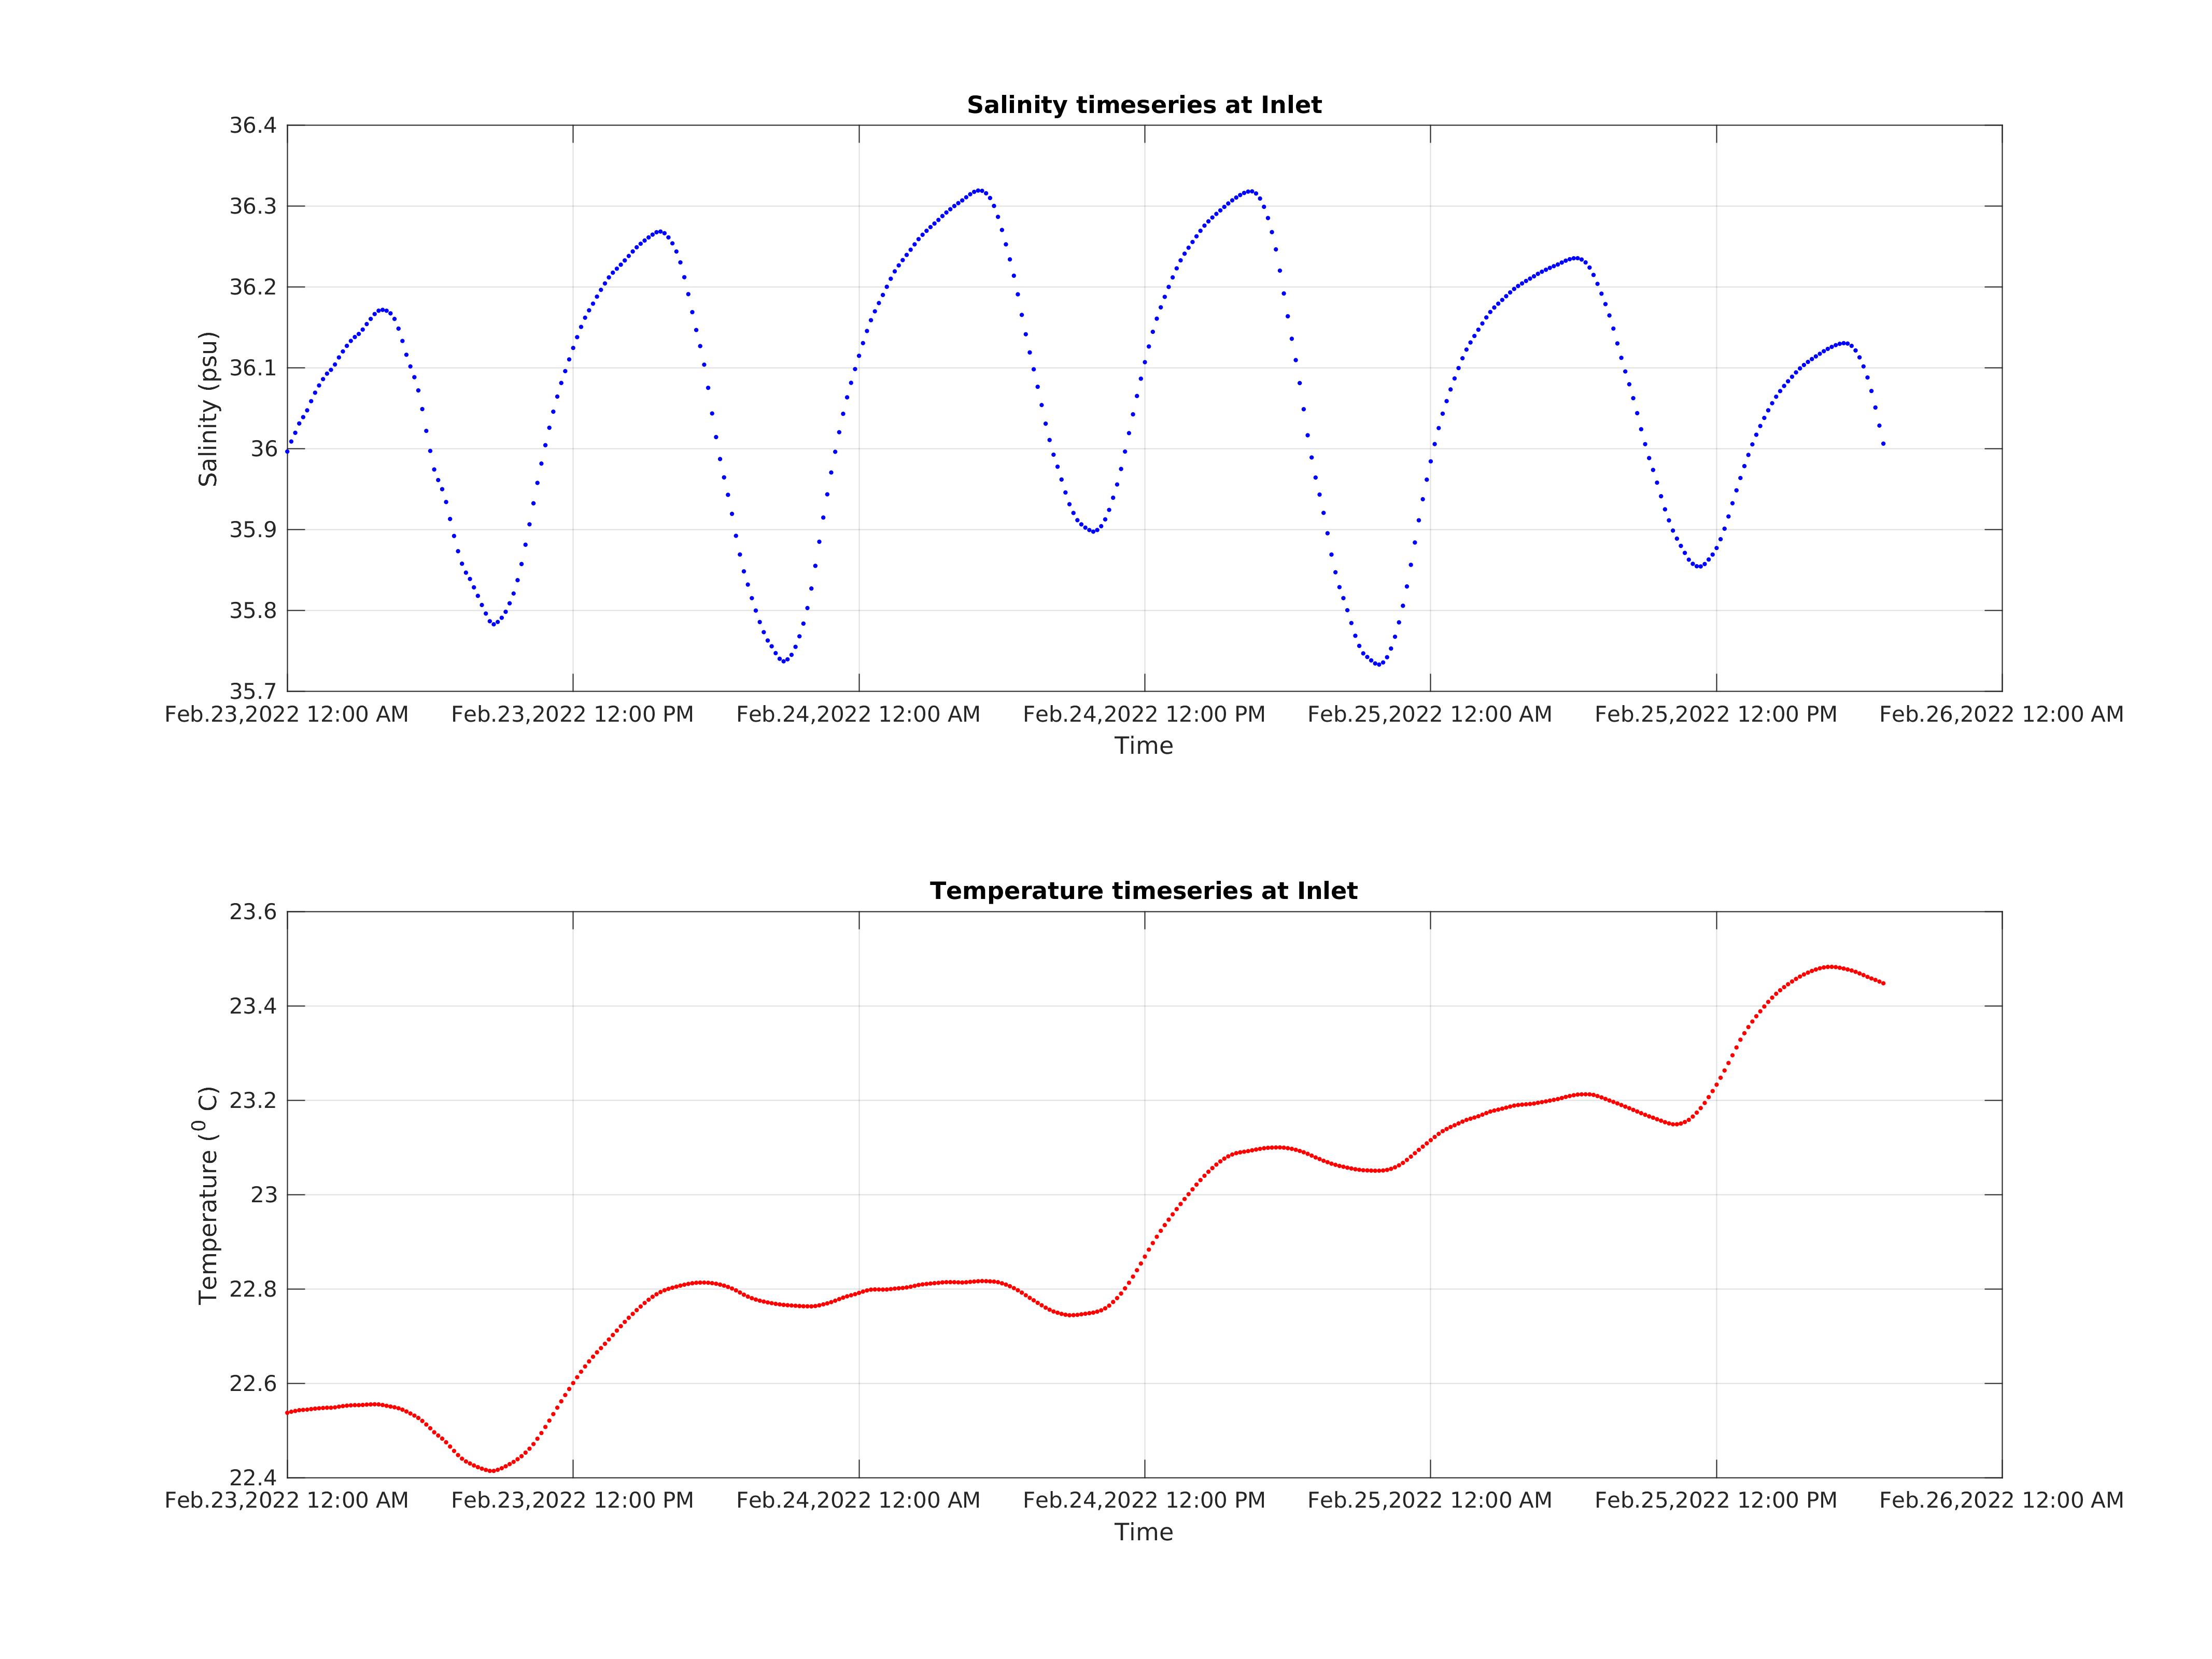 Salinity timeseries at Inlet
36.4
36.3
36.2
36.1
36
35.9
35.8
35.7
Salinity (psu)
Feb.23,2022 12:00 AM Feb.23,2022 12:00 PM Feb.24,2022 12:00 AM Feb.24,2022 12:00 PM Feb.25,2022 12:00 AM Feb.25,2022 12:00 PM Feb.26,2022 12:00 AM
Time
Temperature timeseries at Inlet
23.6
23.4
23.2
23
22.8
22.6
22.4
Temperature (⁰ C)
Feb.23,2022 12:00 AM Feb.23,2022 12:00 PM Feb.24,2022 12:00 AM Feb.24,2022 12:00 PM Feb.25,2022 12:00 AM Feb.25,2022 12:00 PM Feb.26,2022 12:00 AM
Time